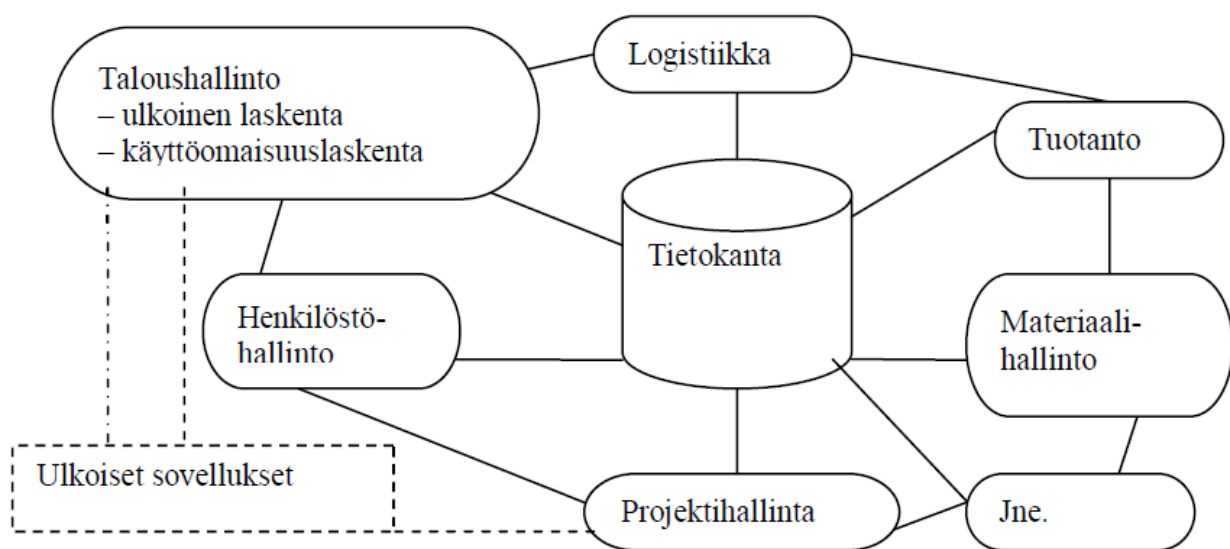 Logistiikka
Taloushallinto
– ulkoinen laskenta
– käyttöomaisuuslaskenta
Tuotanto
Tietokanta
Henkilöstö-
hallinto
Materiaali-
hallinto
Ulkoiset sovellukset
Projektihallinta
Jne.